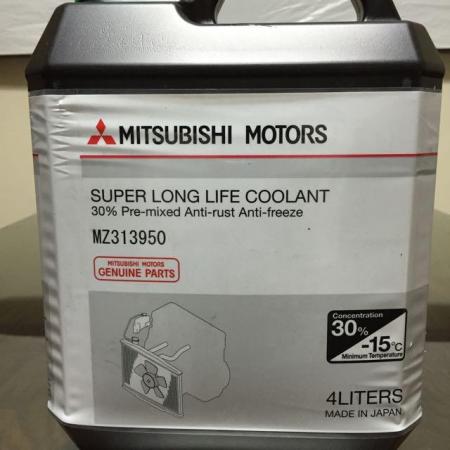 MITSUBISHI MOTORS
SUPER LONG LIFE COOLANT
30% Pre-mixed Anti-rust Anti-freeze
MZ313950
MITSUBISHI MOTORS
GENUINE PARTS
Concentration
30%
-15°C
Minimum Temperature
4LITERS
MADE IN JAPAN